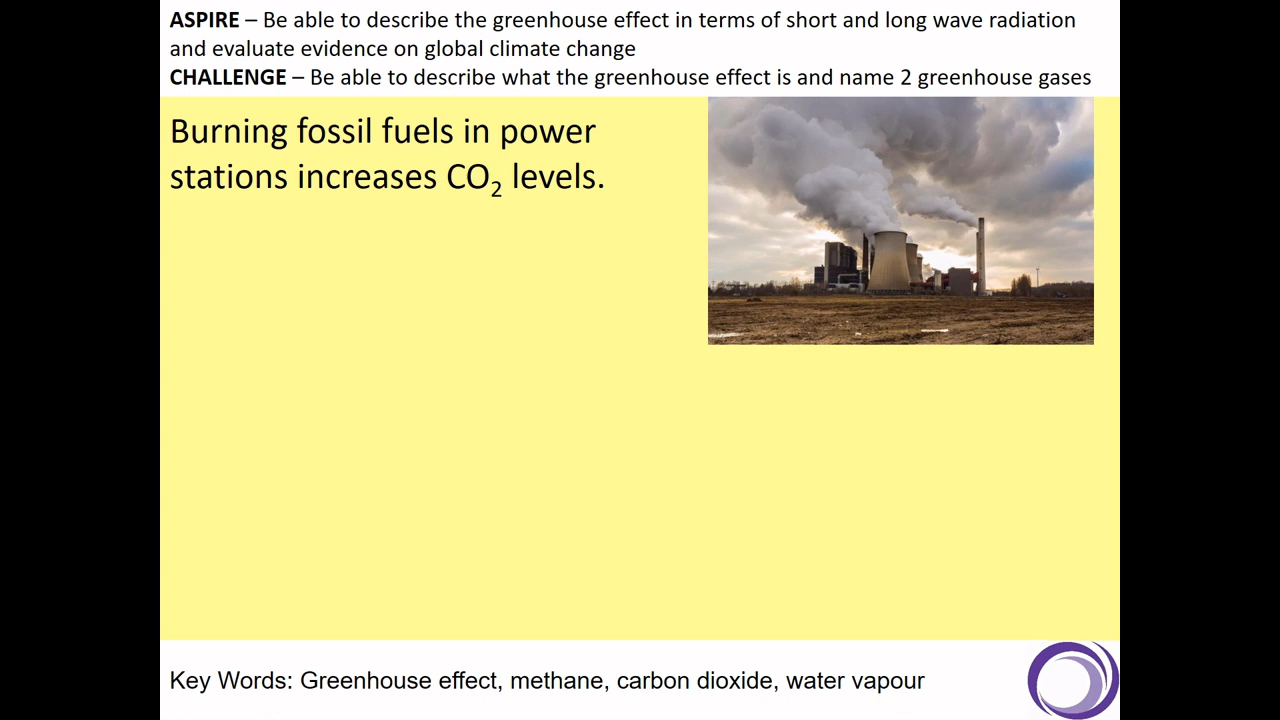 ASPIRE – Be able to describe the greenhouse effect in terms of short and long wave radiation
and evaluate evidence on global climate change
CHALLENGE – Be able to describe what the greenhouse effect is and name 2 greenhouse gases
Burning fossil fuels in power
stations increases CO₂ levels.
Key Words: Greenhouse effect, methane, carbon dioxide, water vapour